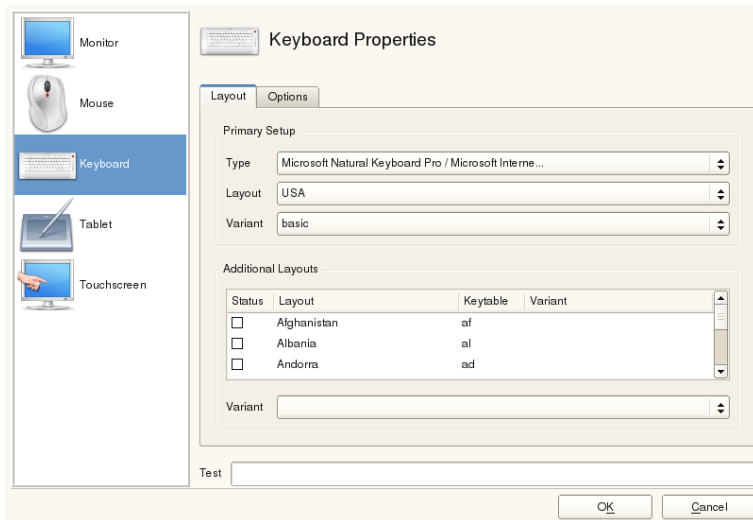 Monitor
Mouse
Keyboard
Tablet
Touchscreen
Keyboard Properties
Layout Options
Primary Setup
Type Microsoft Natural Keyboard Pro / Microsoft Interne...
Layout USA
Variant basic
Additional Layouts
Status Layout Keytable Variant
Afghanistan af
Albania al
Andorra ad
Variant
Test
OK Cancel